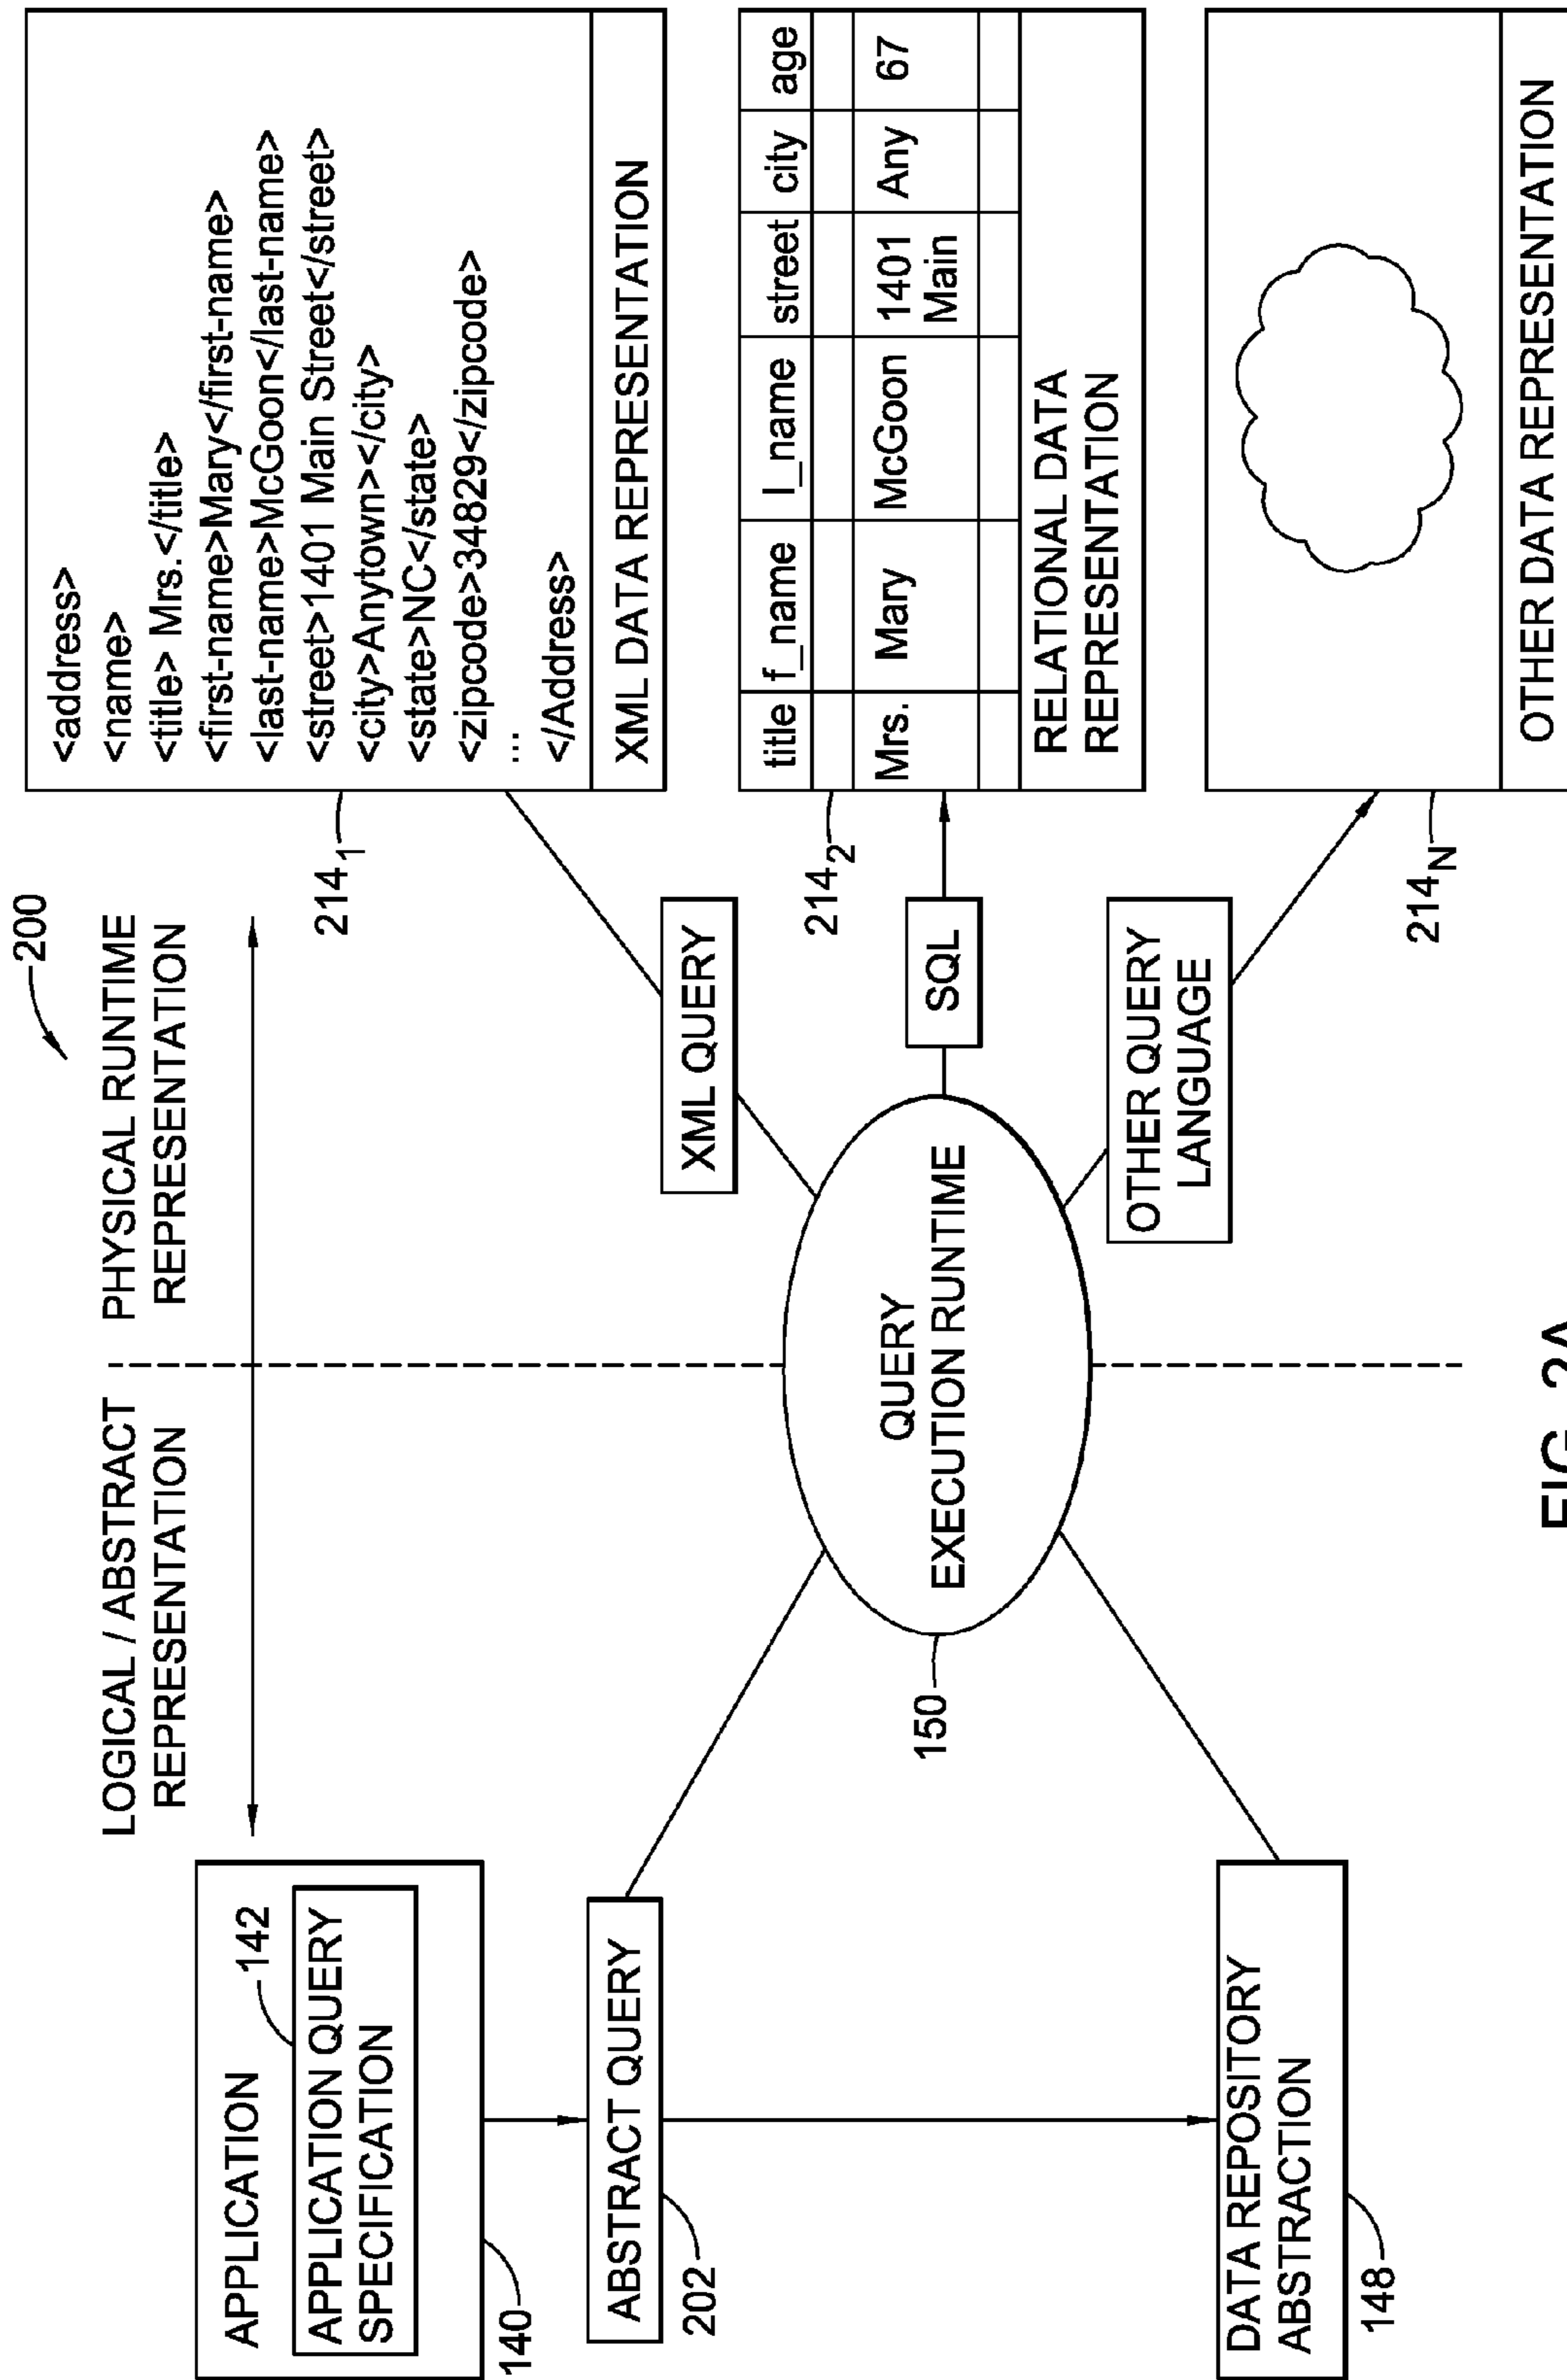 200
LOGICAL / ABSTRACT
REPRESENTATION
PHYSICAL RUNTIME
REPRESENTATION
APPLICATION
142
APPLICATION QUERY
SPECIFICATION
140
ABSTRACT QUERY
202
DATA REPOSITORY
ABSTRACTION
148
QUERY
EXECUTION RUNTIME
150
XML QUERY
SQL
OTHER QUERY
LANGUAGE
<address>
<name>
<title> Mrs.</title>
<first-name>Mary</first-name>
<last-name>McGoon</last-name>
<street>1401 Main Street</street>
<city>Anytown></city>
<state>NC</state>
<zipcode>34829</zipcode>
...
</Address>
XML DATA REPRESENTATION
214 1
title f_name l_name street city age
Mrs. Mary McGoon 1401 Main Any 67
RELATIONAL DATA
REPRESENTATION
214 2
OTHER DATA REPRESENTATION
214 N